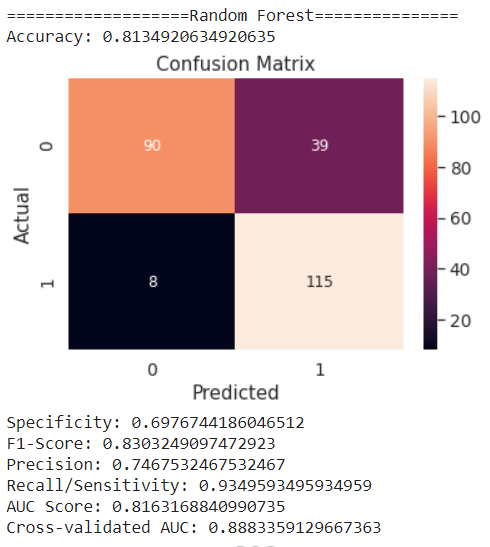 ===================Random Forest===============
Accuracy: 0.8134920634920635
Confusion Matrix
0 90 39
1 8 115
Actual
0 1
Predicted
100
80
60
40
20
Specificity: 0.6976744186046512
F1-Score: 0.8303249097472923
Precision: 0.7467532467532467
Recall/Sensitivity: 0.9349593495934959
AUC Score: 0.8163168840990735
Cross-validated AUC: 0.8883359129667363